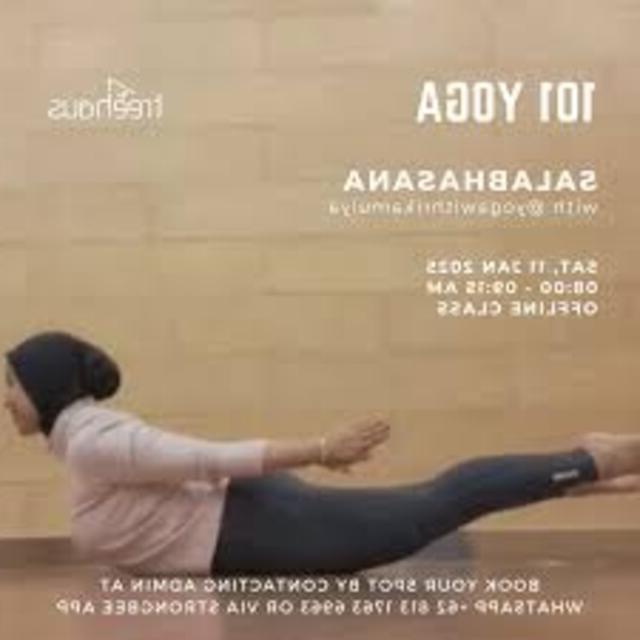 treehaus
101 YOGA
SALABHASANA
with @yogawithrikamulya
SAT, 11 JAN 2025
08:00 - 09:15 AM
OFFLINE CLASS
BOOK YOUR SPOT BY CONTACTING ADMIN AT
WHATSAPP +62 813 1763 6963 OR VIA STRONGBEE APP